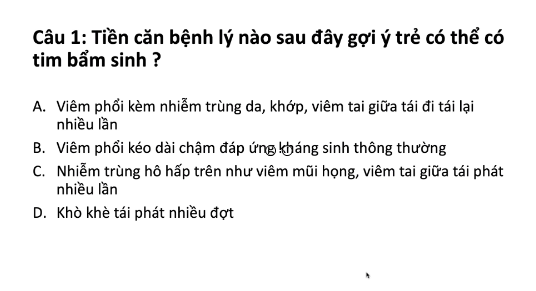 Câu 1: Tiền căn bệnh lý nào sau đây gợi ý trẻ có thể có
tim bẩm sinh ?
A. Viêm phổi kèm nhiễm trùng da, khớp, viêm tai giữa tái đi tái lại
nhiều lần
B. Viêm phổi kéo dài chậm đáp ứng kháng sinh thông thường
C. Nhiễm trùng hô hấp trên như viêm mũi họng, viêm tai giữa tái phát
nhiều lần
D. Khò khè tái phát nhiều đợt